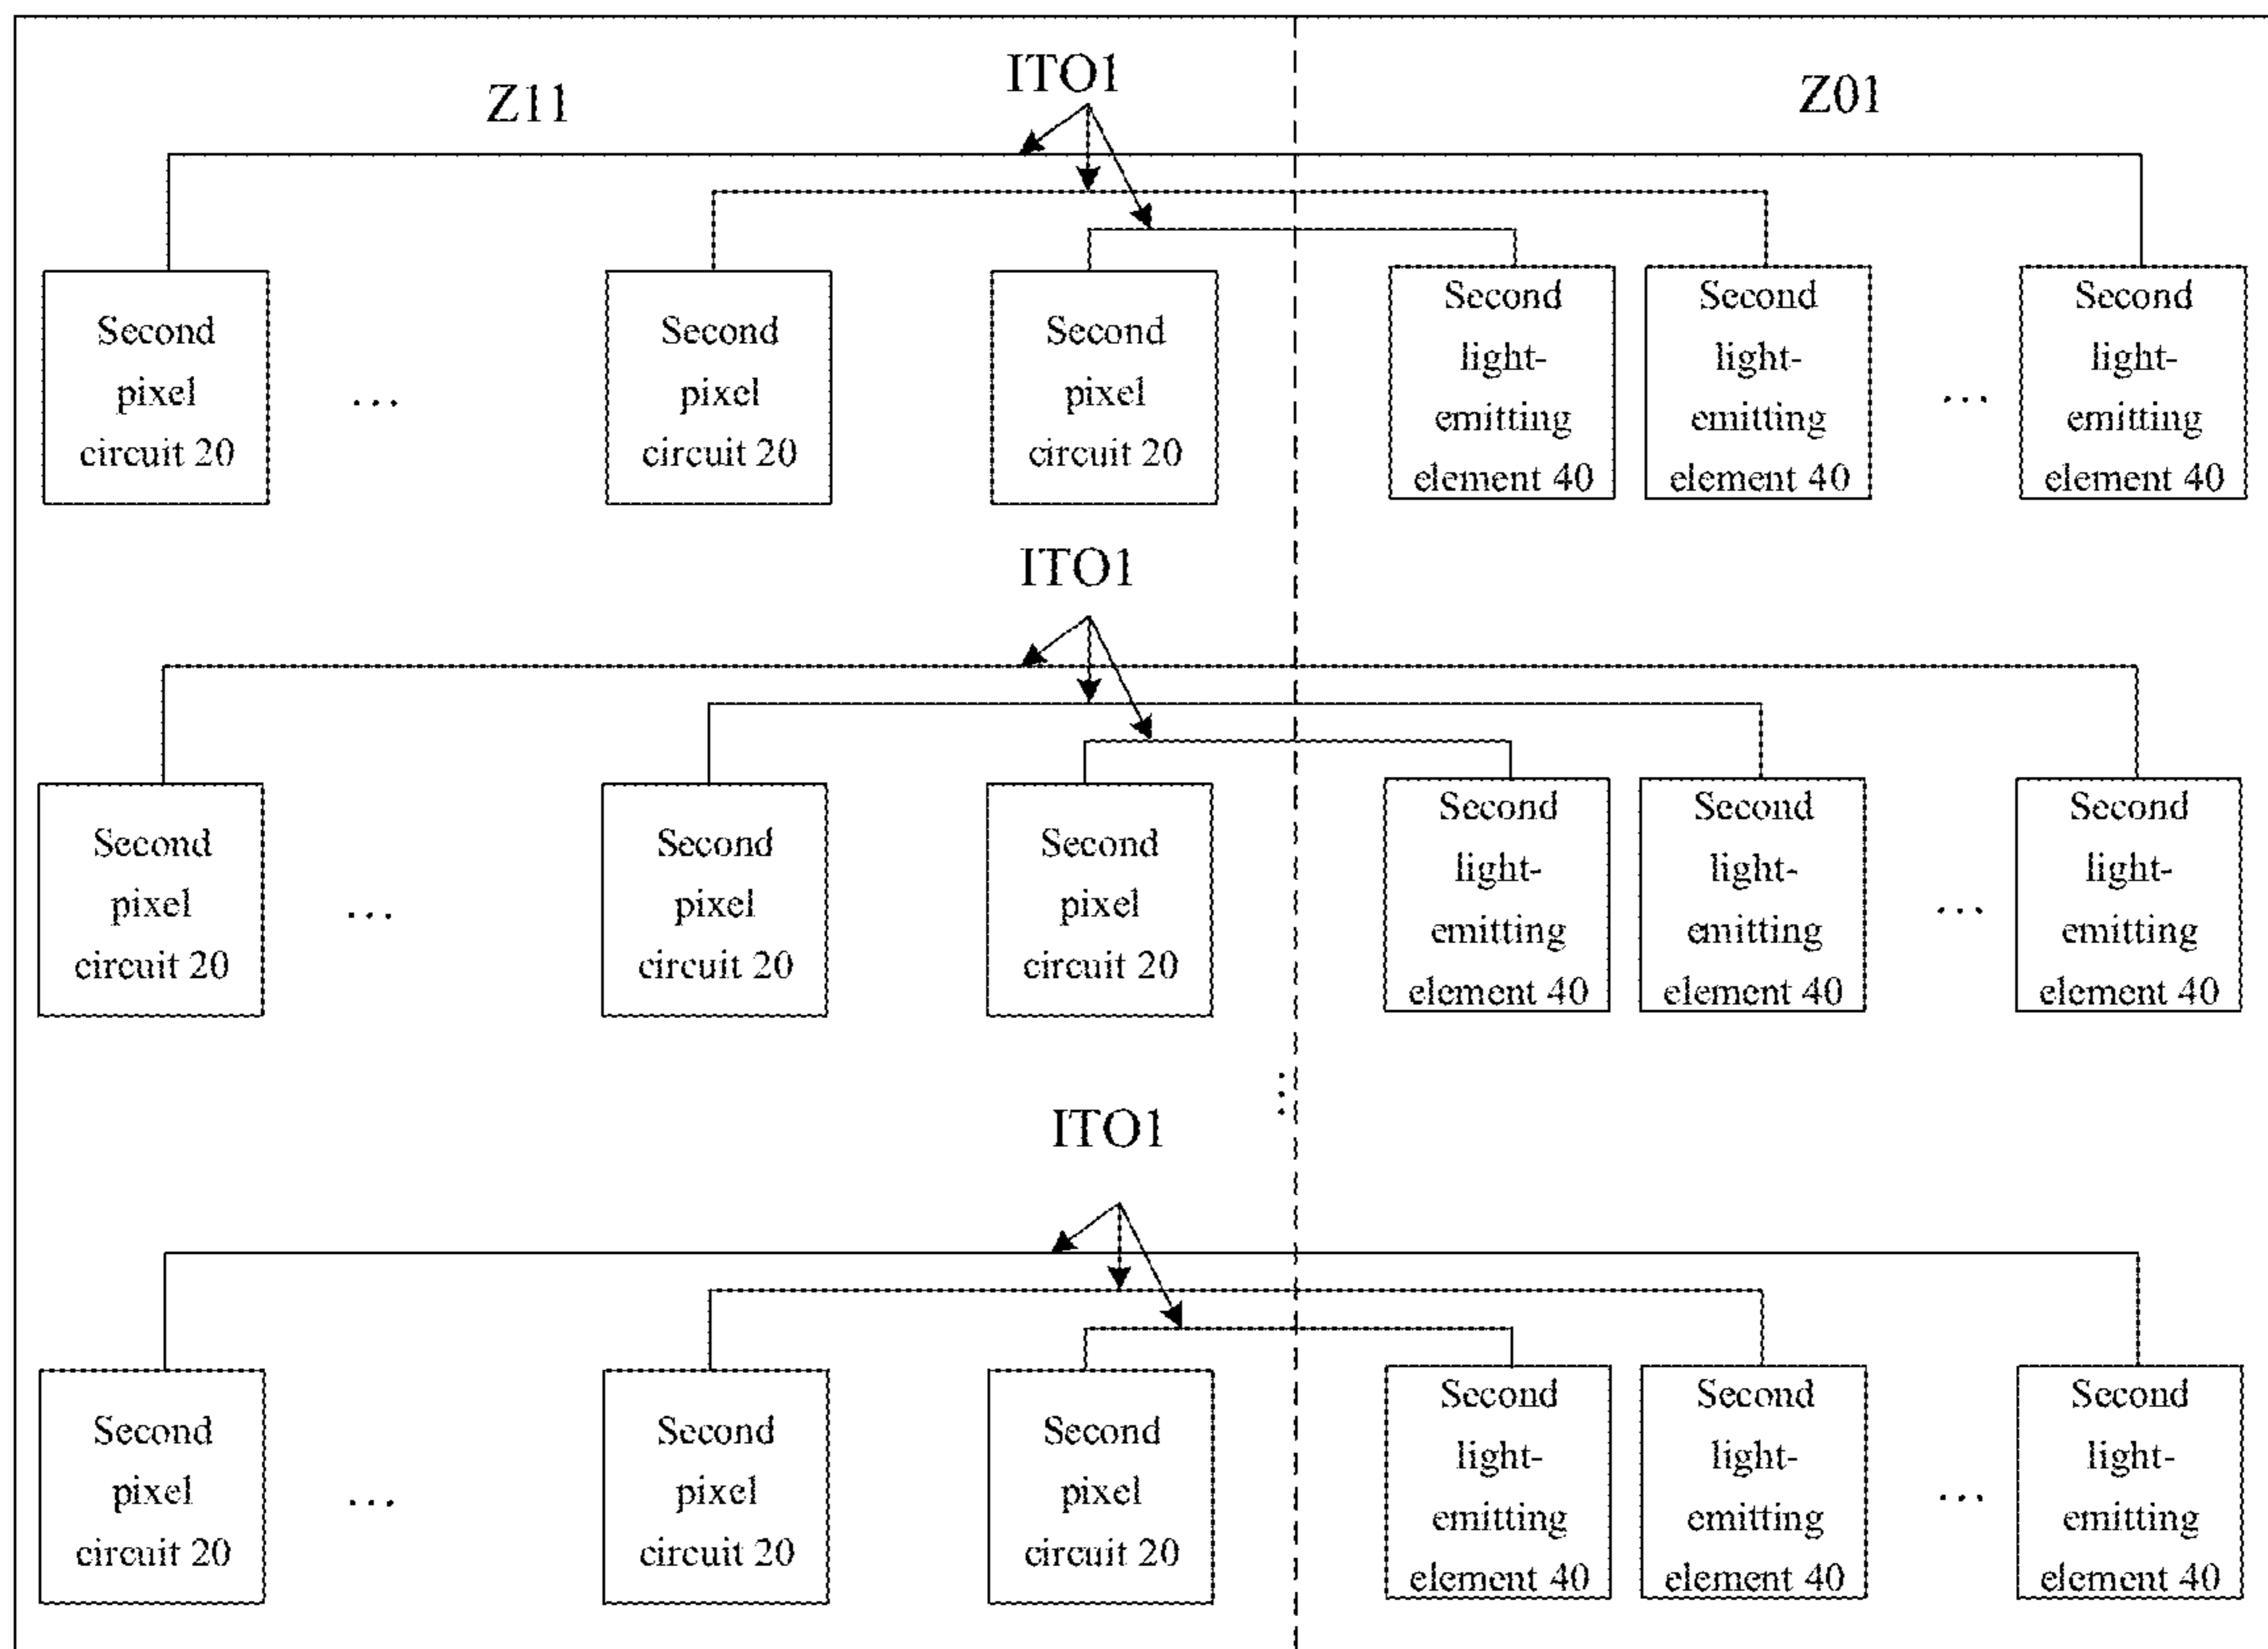 ITO1
Z11
Z01
Second
pixel
circuit 20
...
Second
pixel
circuit 20
Second
pixel
circuit 20
Second
light-
emitting
element 40
Second
light-
emitting
element 40
...
Second
light-
emitting
element 40
ITO1
Second
pixel
circuit 20
...
Second
pixel
circuit 20
Second
pixel
circuit 20
Second
light-
emitting
element 40
Second
light-
emitting
element 40
...
Second
light-
emitting
element 40
⋮
ITO1
Second
pixel
circuit 20
...
Second
pixel
circuit 20
Second
pixel
circuit 20
Second
light-
emitting
element 40
Second
light-
emitting
element 40
...
Second
light-
emitting
element 40